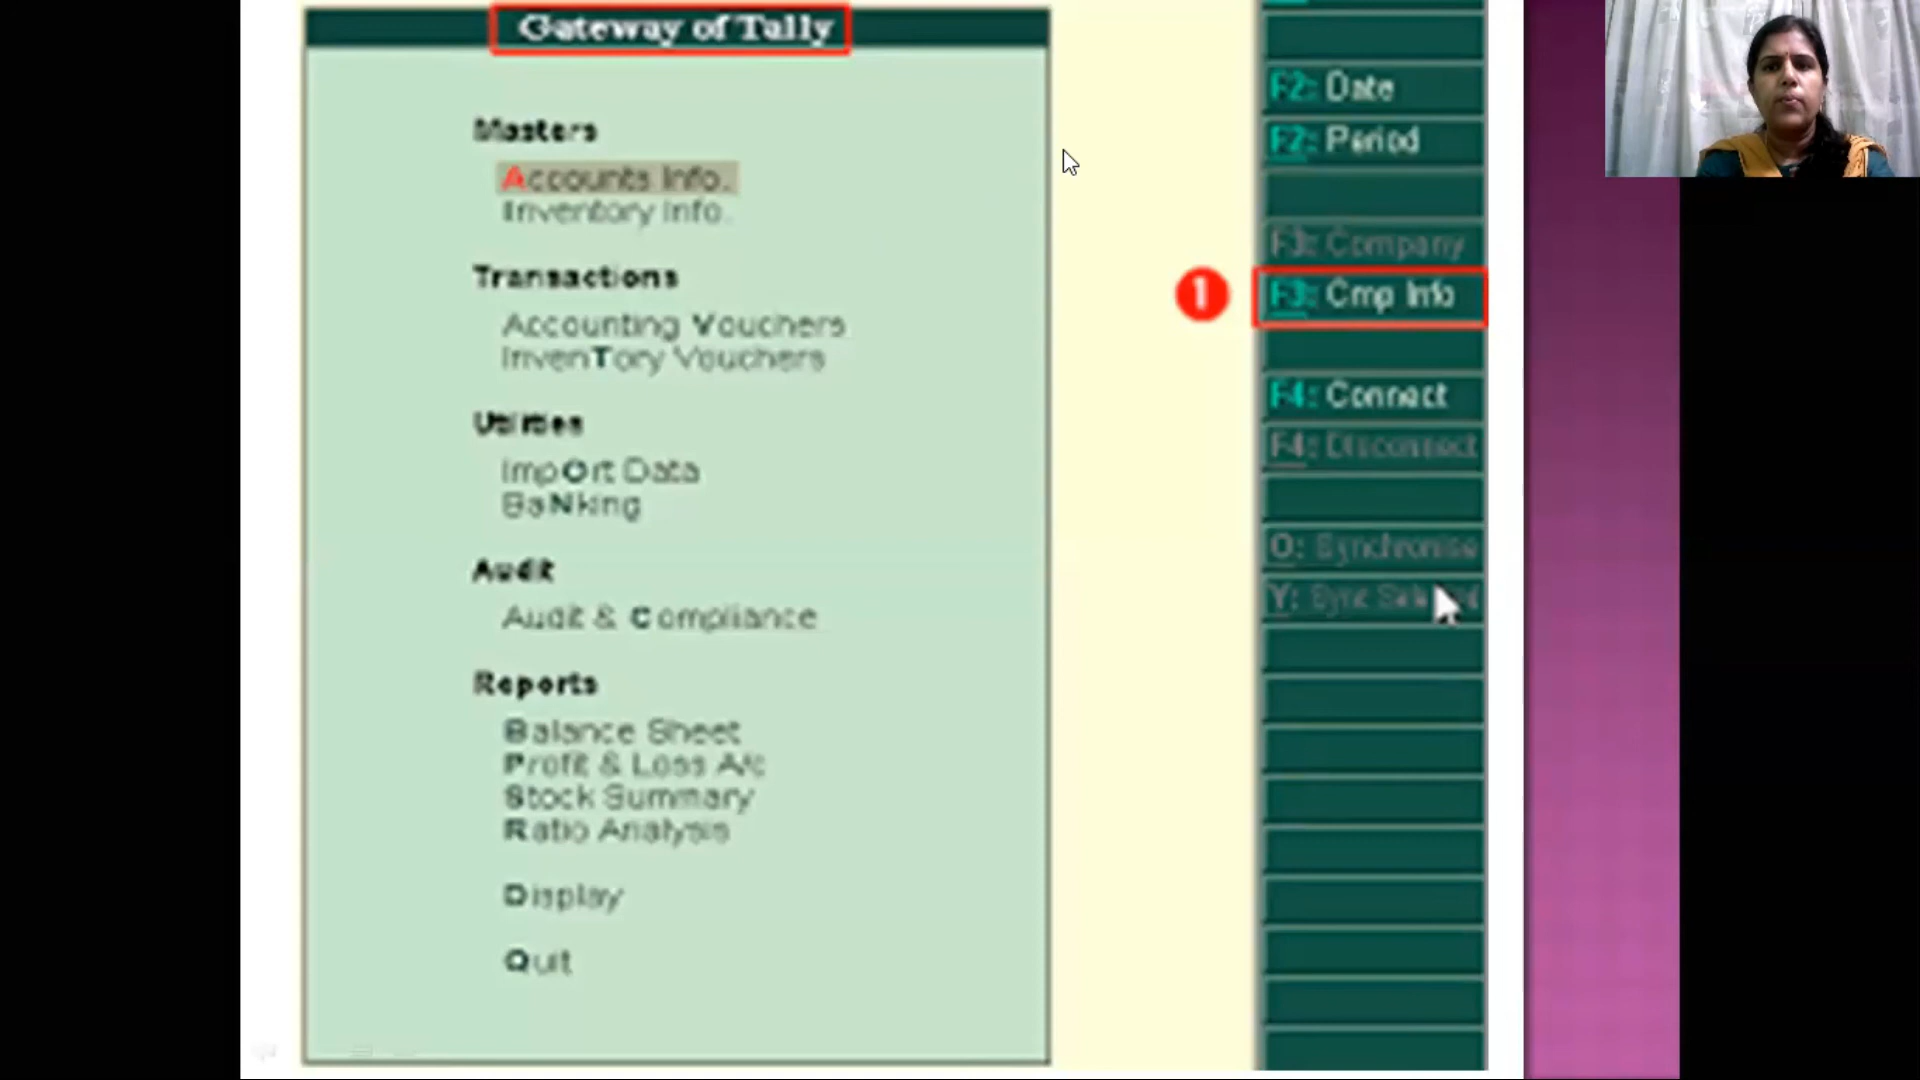 Gateway of Tally
Masters
Accounts Info.
Inventory Info.
Transactions
Accounting Vouchers
InvenTory Vouchers
Utilities
ImpOrt Data
BaNking
Audit
Audit & Compliance
Reports
Balance Sheet
Profit & Loss A/c
Stock Summary
Ratio Analysis
Display
Quit
F2: Date
F2: Period
F3: Company
1
F3: Cmp Info
F4: Connect
F4: Disconnect
O: Synchronise
Y: Sync